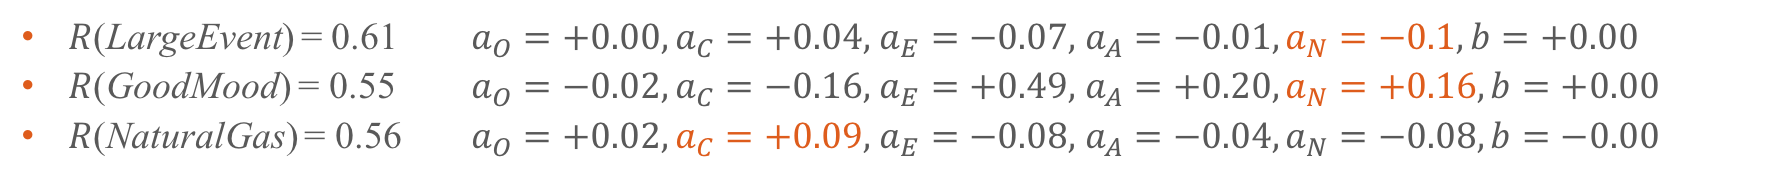 • R(LargeEvent) = 0.61 a_O = +0.00, a_C = +0.04, a_E = −0.07, a_A = −0.01, a_N = −0.1, b = +0.00
• R(GoodMood) = 0.55 a_O = −0.02, a_C = −0.16, a_E = +0.49, a_A = +0.20, a_N = +0.16, b = +0.00
• R(NaturalGas) = 0.56 a_O = +0.02, a_C = +0.09, a_E = −0.08, a_A = −0.04, a_N = −0.08, b = −0.00